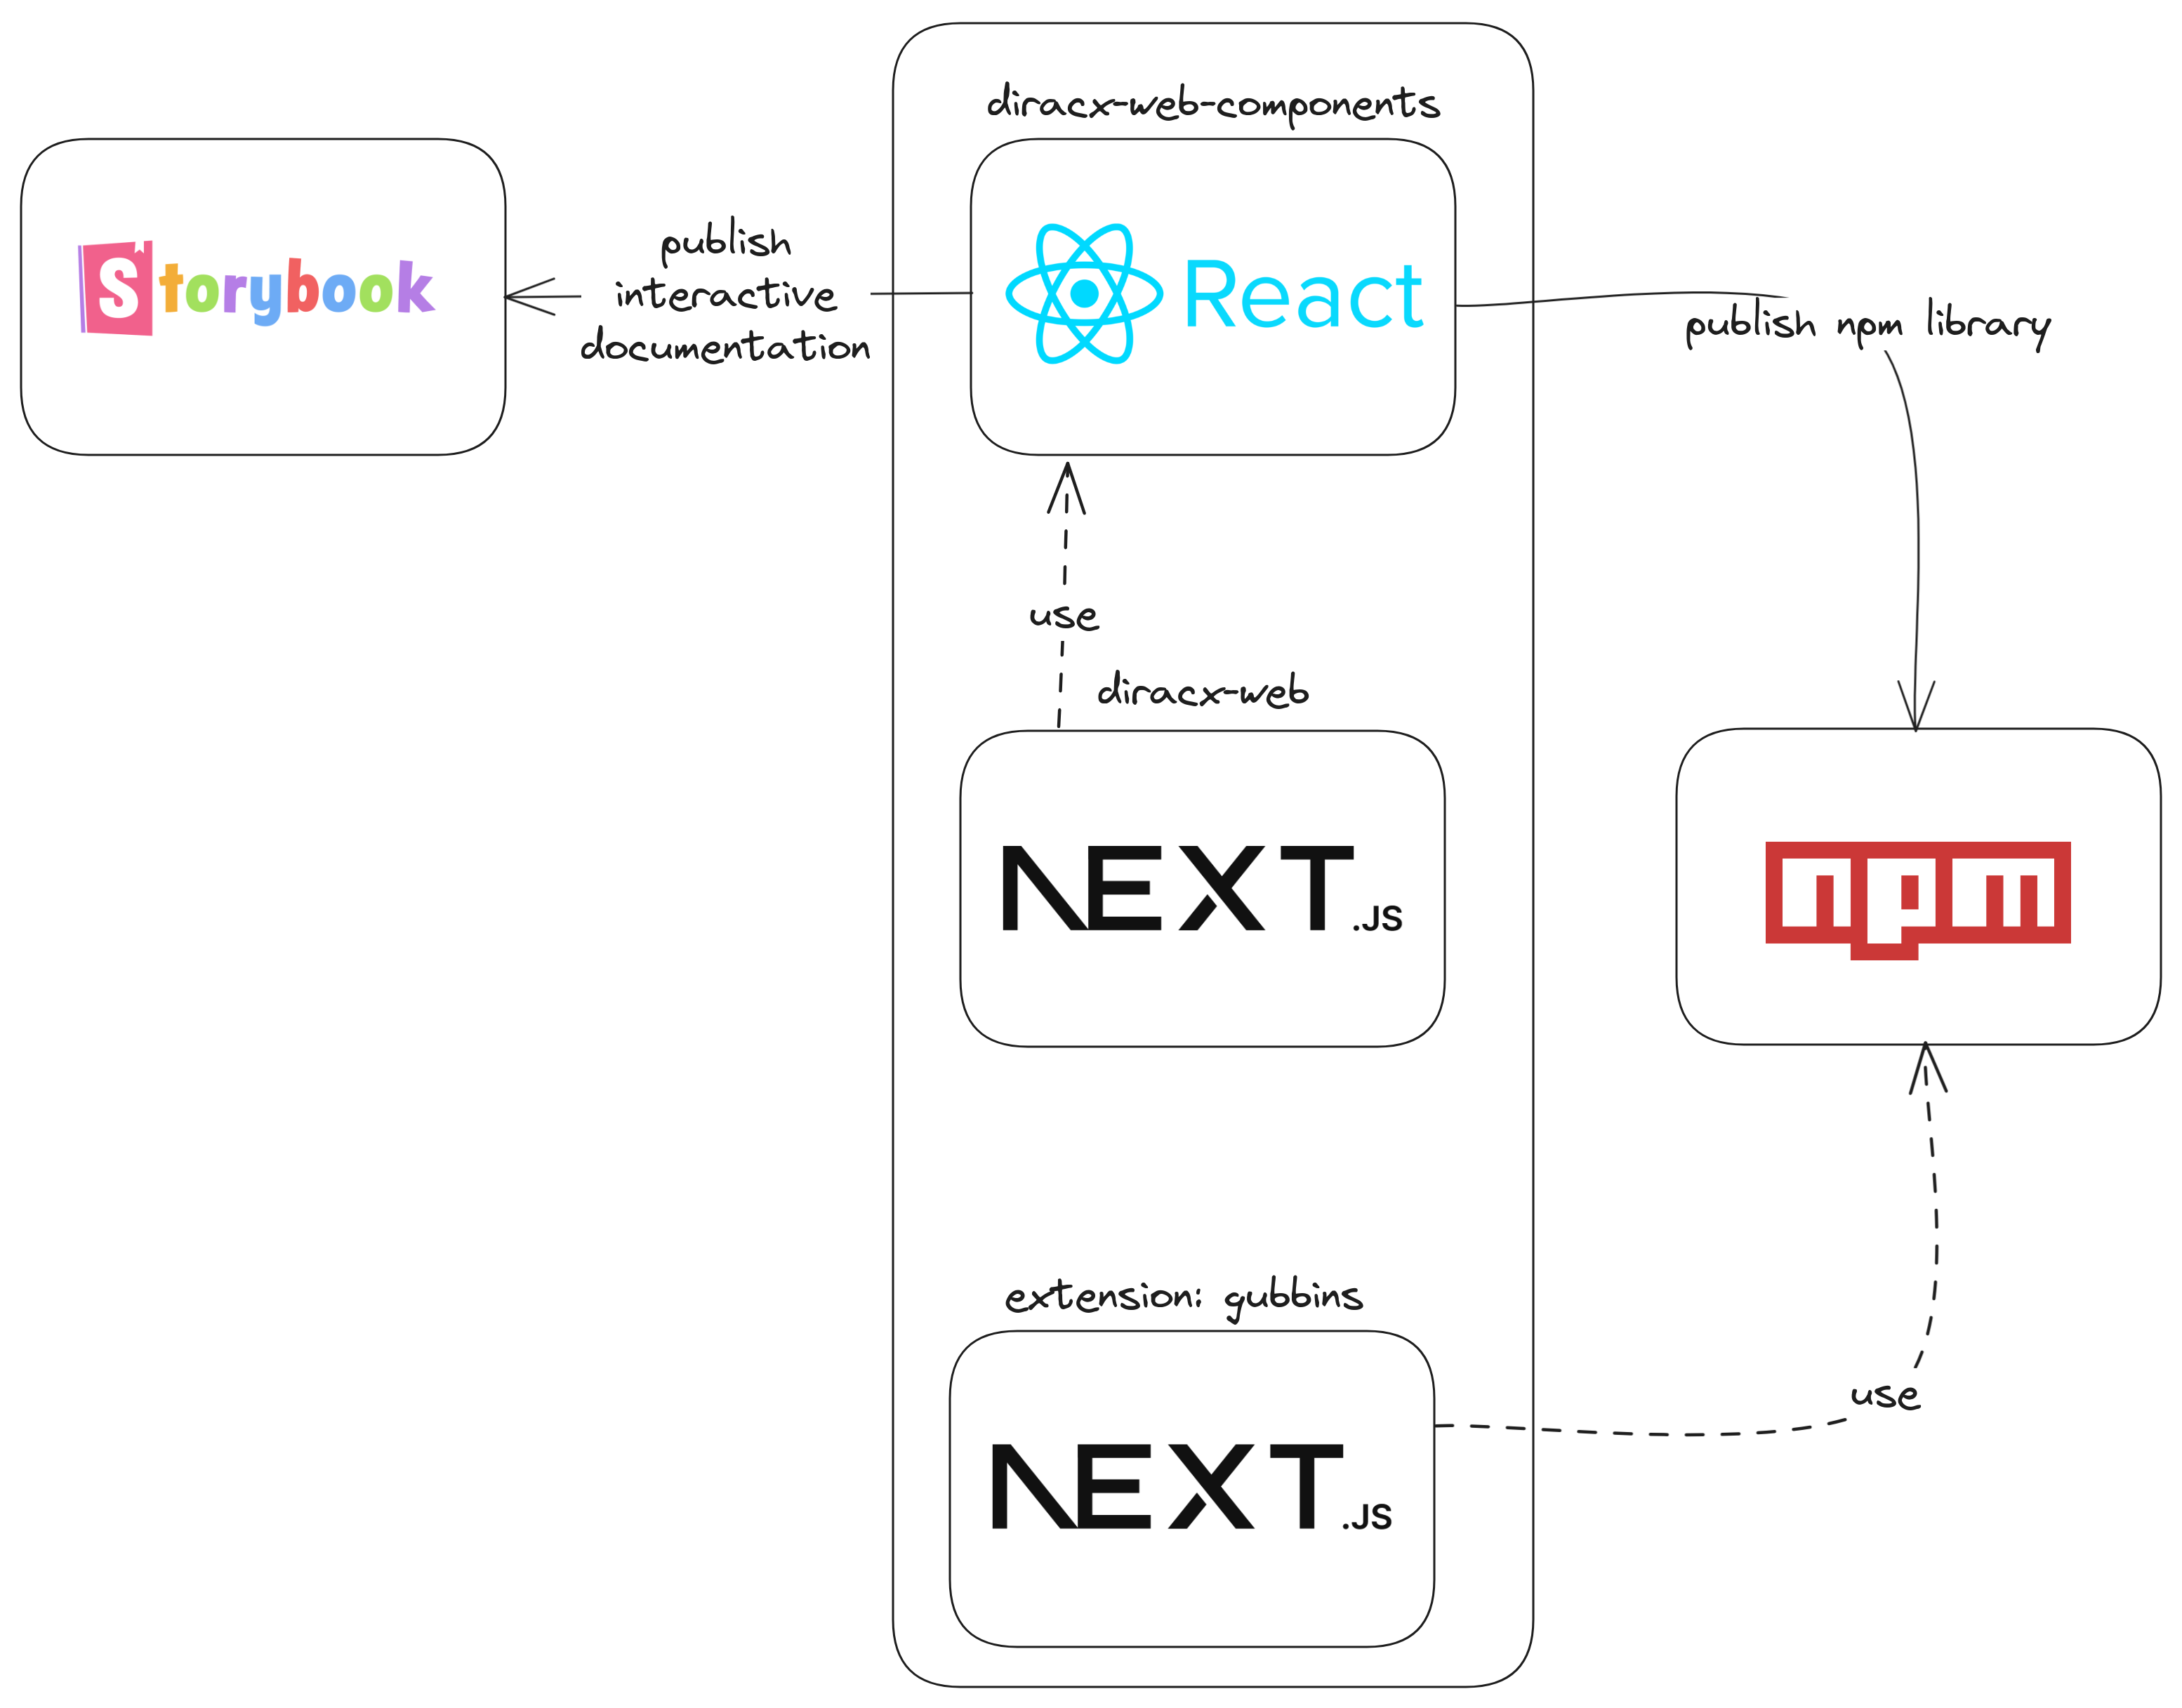 diracx-web-components
Storybook
publish
interactive
documentation
React
publish npm library
use
diracx-web
NEXT.JS
npm
extension: gubbins
use
NEXT.JS